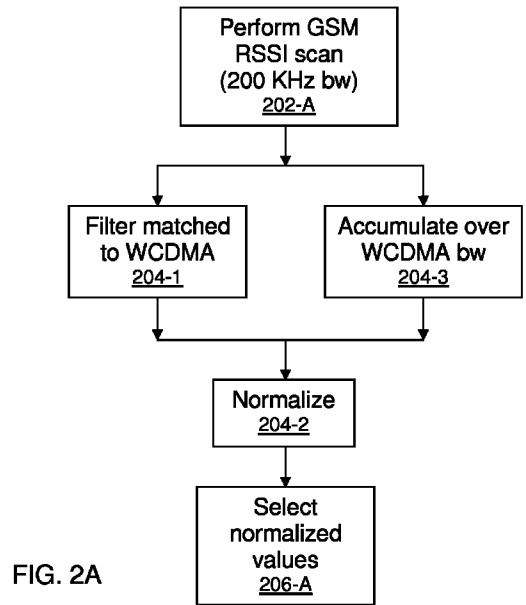 Perform GSM
RSSI scan
(200 KHz bw)
202-A
Filter matched
to WCDMA
204-1
Accumulate over
WCDMA bw
204-3
Normalize
204-2
Select
normalized
values
206-A
FIG. 2A